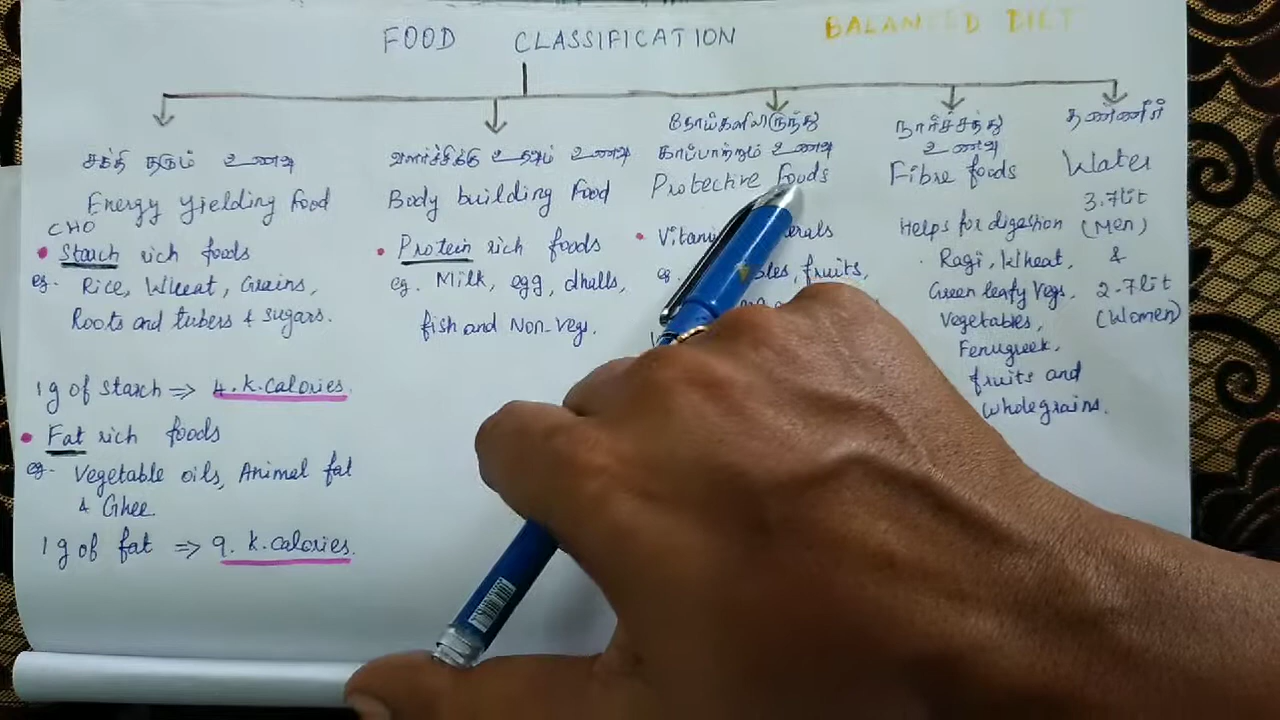 FOOD CLASSIFICATION
BALANCED DIET
சக்தி தரும் உணவு
Energy yielding Food
CHO
Starch rich foods
eg. Rice, Wheat, Grains,
Roots and tubers & sugars.
1g of starch ⇒ 4. k. calories.
Fat rich foods
eg. Vegetable oils, Animal fat
& Ghee
1g of fat ⇒ 9. k. calories.
வளர்ச்சிக்கு உதவும் உணவு
Body building Food
Protein rich foods
eg. Milk, egg, dhalls,
fish and Non-vegs.
நோய்களிலிருந்து
காப்பாற்றும் உணவு
Protective Foods
eg. fruits,
நார்ச்சத்து
உணவு
Fibre foods
Helps for digestion
Ragi, Wheat,
Green leafy Vegs.
Vegetables,
Fenugreek.
fruits and
Wholegrains.
தண்ணீர்
Water
3.7lit
(Men)
&
2.7lit
(Women)